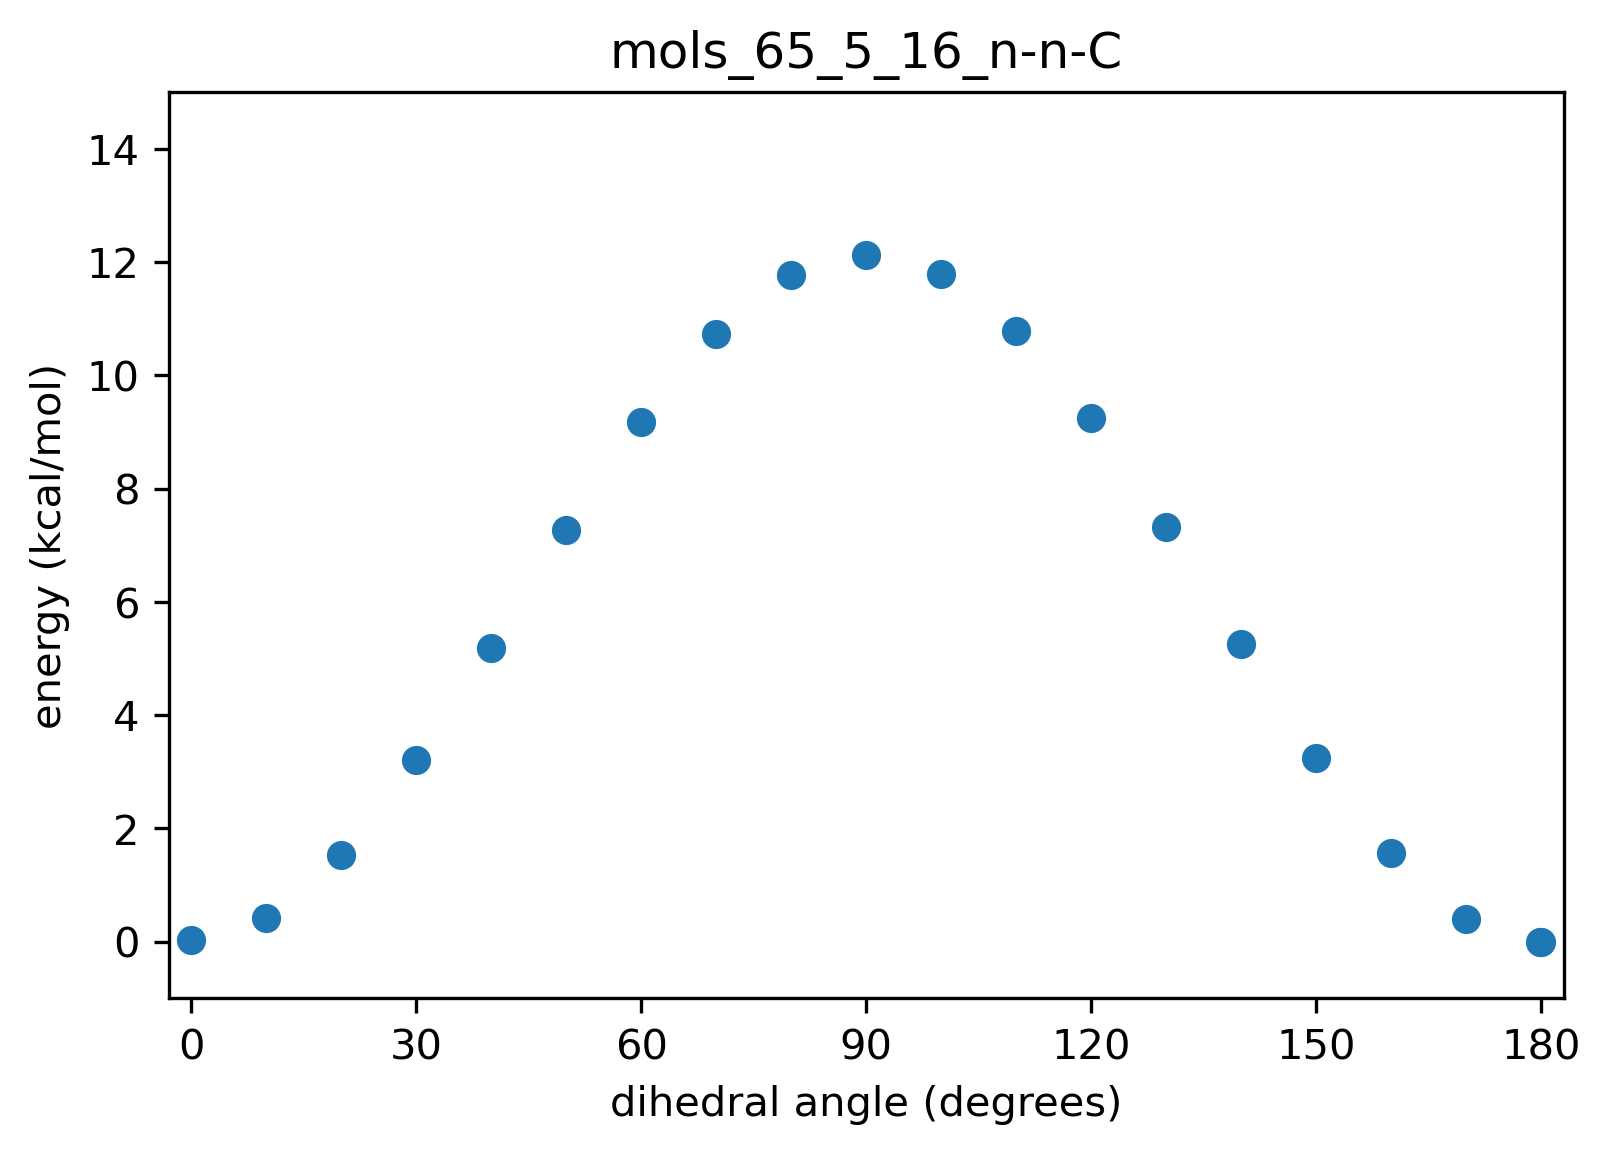 mols_65_5_16_n-n-C
14
12
10
8
6
4
2
0
energy (kcal/mol)
0 30 60 90 120 150 180
dihedral angle (degrees)